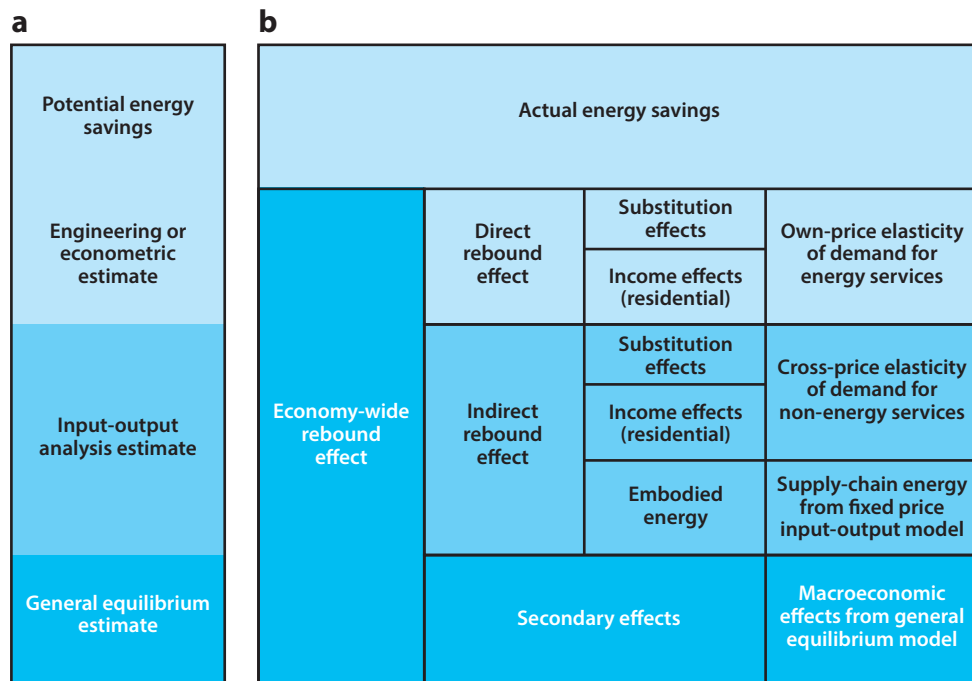 a
Potential energy
savings
Engineering or
econometric
estimate
Input-output
analysis estimate
General equilibrium
estimate
b
Actual energy savings
Economy-wide
rebound
effect
Direct
rebound
effect
Substitution
effects
Income effects
(residential)
Own-price elasticity
of demand for
energy services
Indirect
rebound
effect
Substitution
effects
Income effects
(residential)
Embodied
energy
Cross-price elasticity
of demand for
non-energy services
Supply-chain energy
from fixed price
input-output model
Secondary effects
Macroeconomic
effects from general
equilibrium model